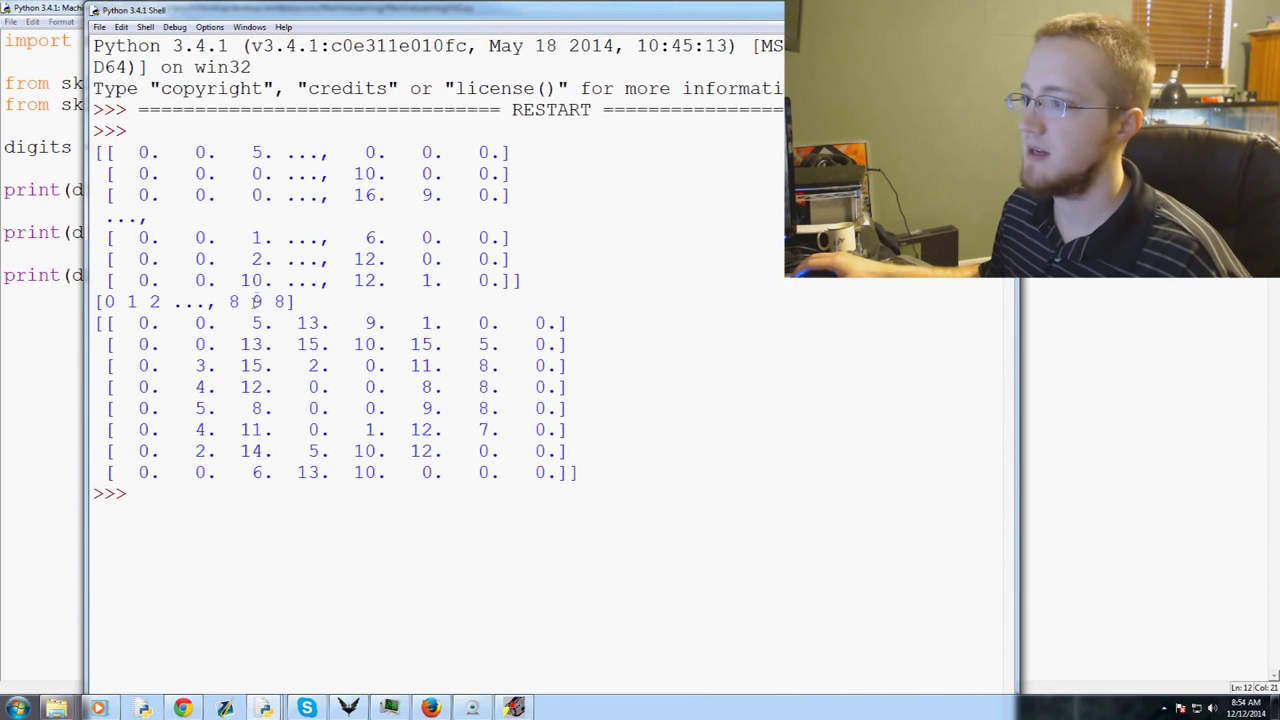 Python 3.4.1: Machi
Python 3.4.1 Shell
File Edit Format
File Edit Shell Debug Options Windows Help
import
from sk
from sk
digits
print(d
print(d
print(d
Python 3.4.1 (v3.4.1:c0e311e010fc, May 18 2014, 10:45:13) [MS
D64)] on win32
Type "copyright", "credits" or "license()" for more informati
>>> ================================ RESTART ================
>>>
[[ 0. 0. 5. ..., 0. 0. 0.]
[ 0. 0. 0. ..., 10. 0. 0.]
[ 0. 0. 0. ..., 16. 9. 0.]
...,
[ 0. 0. 1. ..., 6. 0. 0.]
[ 0. 0. 2. ..., 12. 0. 0.]
[ 0. 0. 10. ..., 12. 1. 0.]]
[0 1 2 ..., 8 9 8]
[[ 0. 0. 5. 13. 9. 1. 0. 0.]
[ 0. 0. 13. 15. 10. 15. 5. 0.]
[ 0. 3. 15. 2. 0. 11. 8. 0.]
[ 0. 4. 12. 0. 0. 8. 8. 0.]
[ 0. 5. 8. 0. 0. 9. 8. 0.]
[ 0. 4. 11. 0. 1. 12. 7. 0.]
[ 0. 2. 14. 5. 10. 12. 0. 0.]
[ 0. 0. 6. 13. 10. 0. 0. 0.]]
>>>
Ln: 12 Col: 21
8:54 AM
12/12/2014